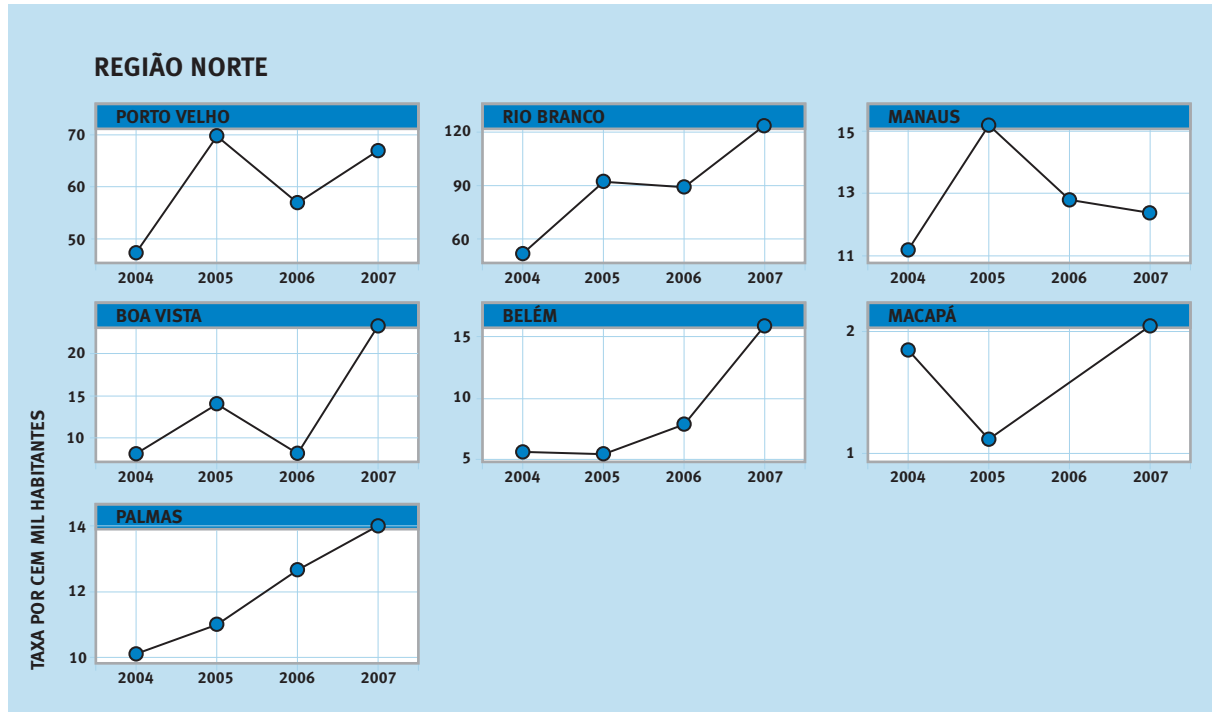 REGIÃO NORTE
PORTO VELHO
70
60
50
2004 2005 2006 2007
RIO BRANCO
120
90
60
2004 2005 2006 2007
MANAUS
15
13
11
2004 2005 2006 2007
BOA VISTA
20
15
10
2004 2005 2006 2007
BELÉM
15
10
5
2004 2005 2006 2007
MACAPÁ
2
1
2004 2005 2006 2007
PALMAS
14
12
10
2004 2005 2006 2007
TAXA POR CEM MIL HABITANTES